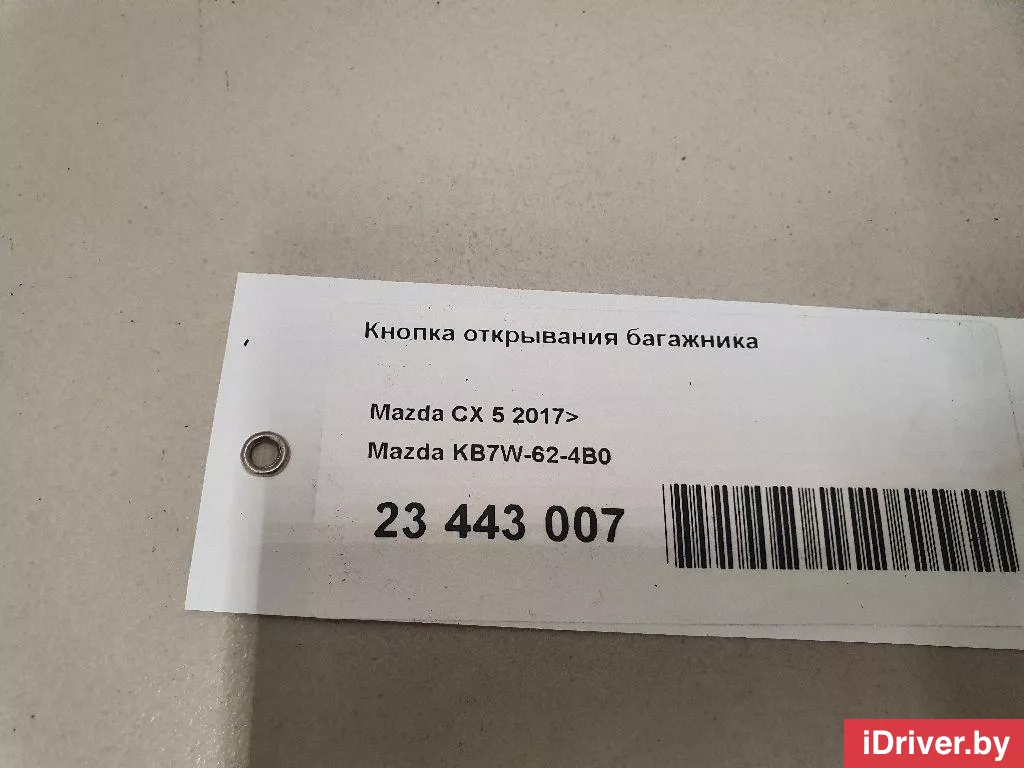 Кнопка открывания багажника
Mazda CX 5 2017>
Mazda KB7W-62-4B0
23 443 007
iDriver.by